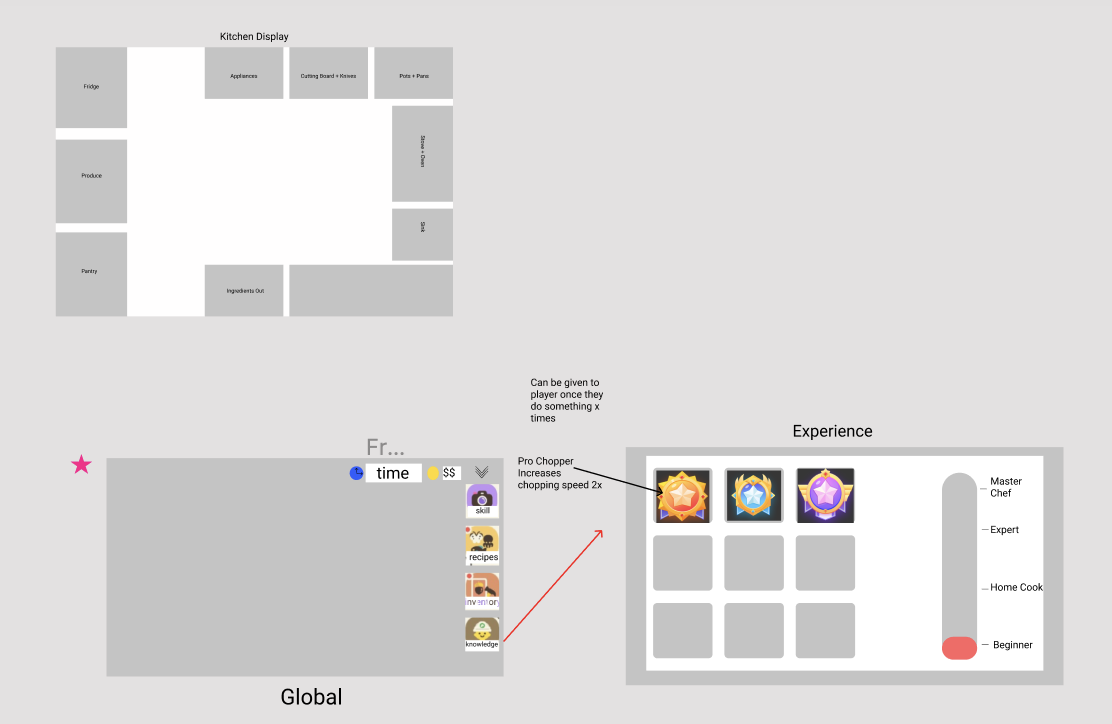 Kitchen Display
Fridge
Appliances
Cutting Board + Knives
Pots + Pans
Stove + Oven
Produce
Sink
Pantry
Ingredients Out
Can be given to
player once they
do something x
times
Fr...
time
$$
skill
recipes
inventory
knowledge
Global
Pro Chopper
Increases
chopping speed 2x
Experience
Master
Chef
Expert
Home Cook
Beginner